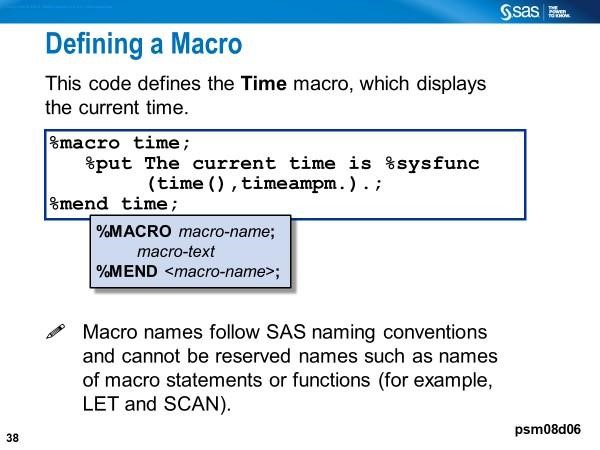 sas THE
POWER
TO KNOW.
Defining a Macro
This code defines the Time macro, which displays
the current time.
%macro time;
%put The current time is %sysfunc
(time(),timeampm.).;
%mend time;
%MACRO macro-name;
macro-text
%MEND <macro-name>;
Macro names follow SAS naming conventions
and cannot be reserved names such as names
of macro statements or functions (for example,
LET and SCAN).
38
psm08d06